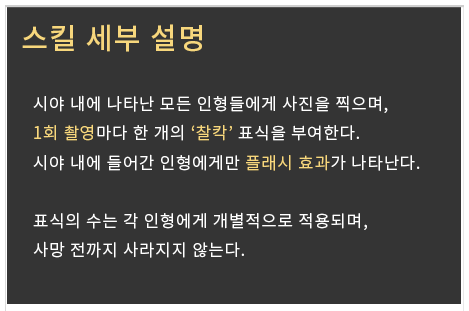 스킬 세부 설명
시야 내에 나타난 모든 인형들에게 사진을 찍으며,
1회 촬영마다 한 개의 ‘찰칵’ 표식을 부여한다.
시야 내에 들어간 인형에게만 플래시 효과가 나타난다.
표식의 수는 각 인형에게 개별적으로 적용되며,
사망 전까지 사라지지 않는다.